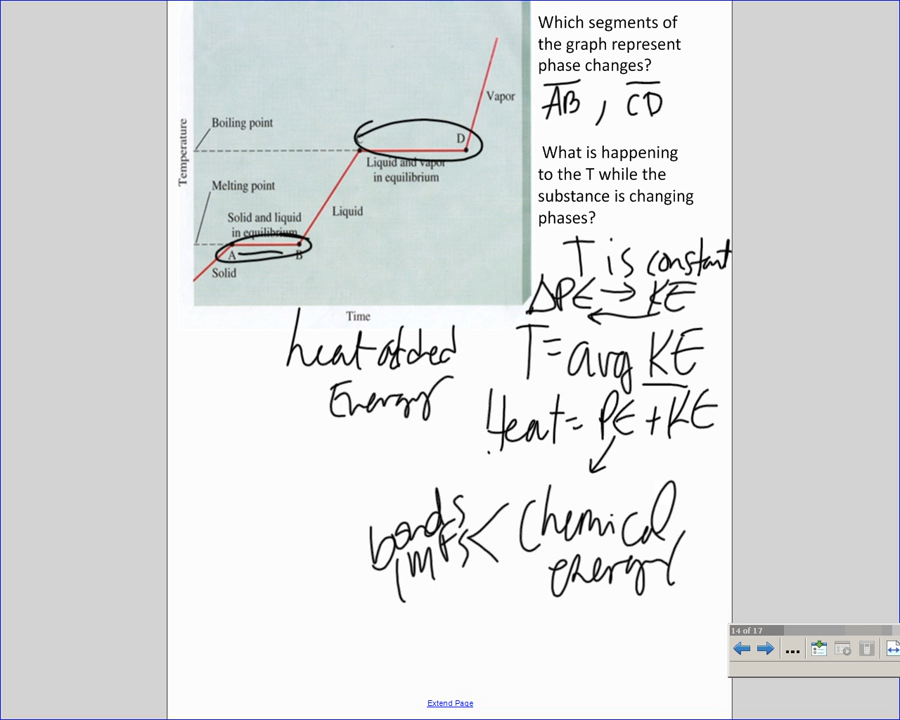 Which segments of
the graph represent
phase changes?
AB , CD
What is happening
to the T while the
substance is changing
phases?
T is constant
ΔPE → KE
T = avg KE
Heat = PE + KE
Chemical
energy
bonds
IMFs <
Temperature
Boiling point
Melting point
Solid and liquid
in equilibrium
A
B
Solid
Liquid
C
D
Liquid and vapor
in equilibrium
Vapor
Time
heat added
Energy
14 of 17
Extend Page